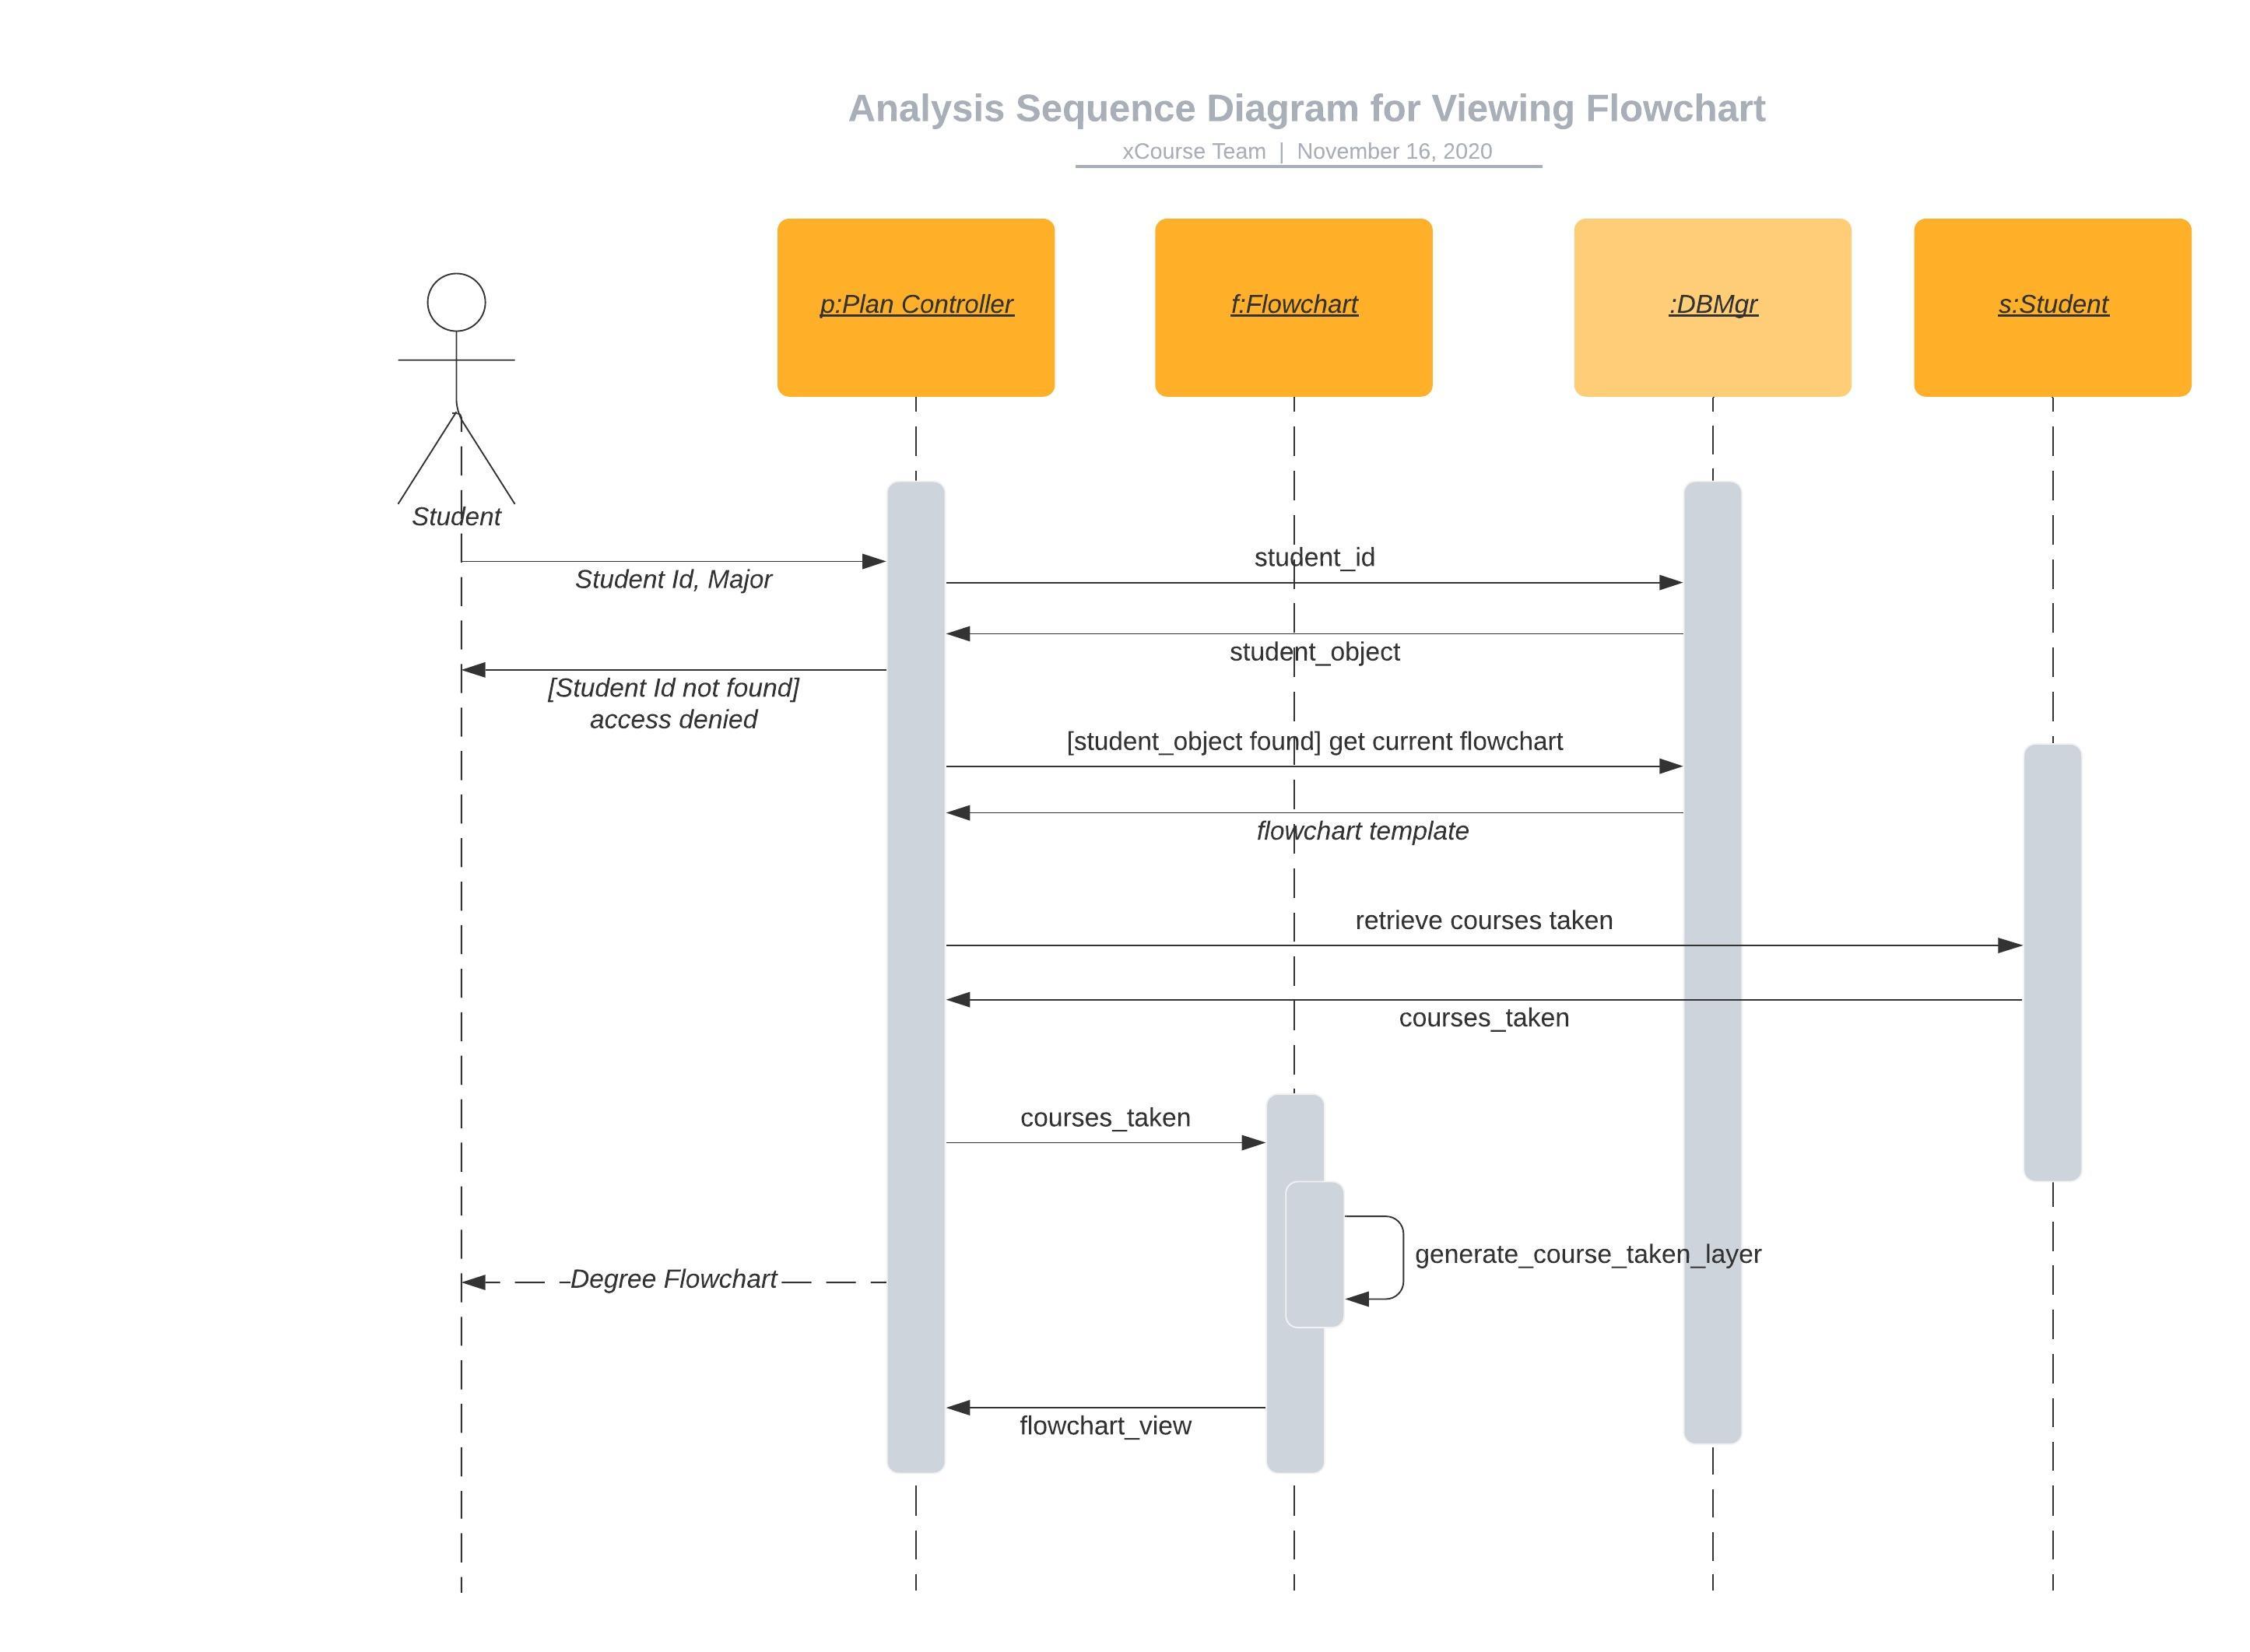 Analysis Sequence Diagram for Viewing Flowchart
xCourse Team | November 16, 2020
p:Plan Controller
f:Flowchart
:DBMgr
s:Student
Student
student_id
Student Id, Major
student_object
[Student Id not found]
access denied
[student_object found] get current flowchart
flowchart template
retrieve courses taken
courses_taken
courses_taken
generate_course_taken_layer
Degree Flowchart
flowchart_view